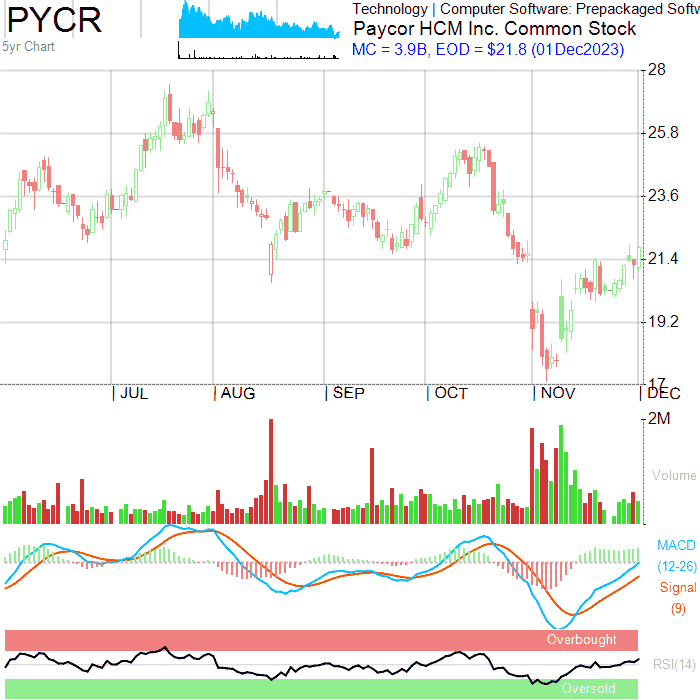 PYCR
5yr Chart
Technology | Computer Software: Prepackaged Softw
Paycor HCM Inc. Common Stock
MC = 3.9B, EOD = $21.8 (01Dec2023)
28
25.8
23.6
21.4
19.2
17
JUL
AUG
SEP
OCT
NOV
DEC
2M
Volume
MACD
(12-26)
Signal
(9)
Overbought
RSI(14)
Oversold